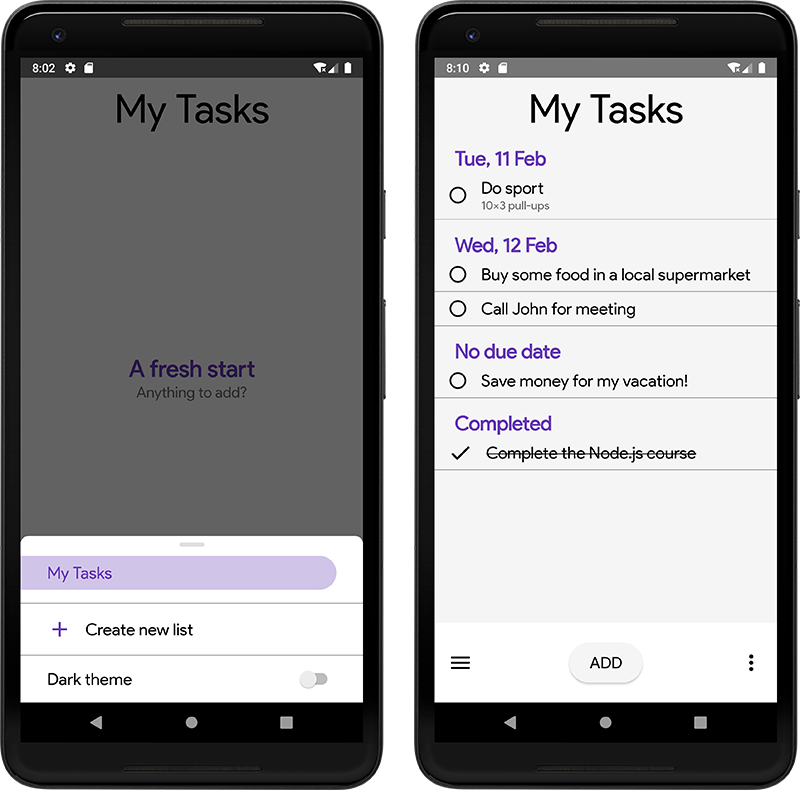 8:02
My Tasks
A fresh start
Anything to add?
My Tasks
Create new list
Dark theme
8:10
My Tasks
Tue, 11 Feb
Do sport
10×3 pull-ups
Wed, 12 Feb
Buy some food in a local supermarket
Call John for meeting
No due date
Save money for my vacation!
Completed
Complete the Node.js course
ADD